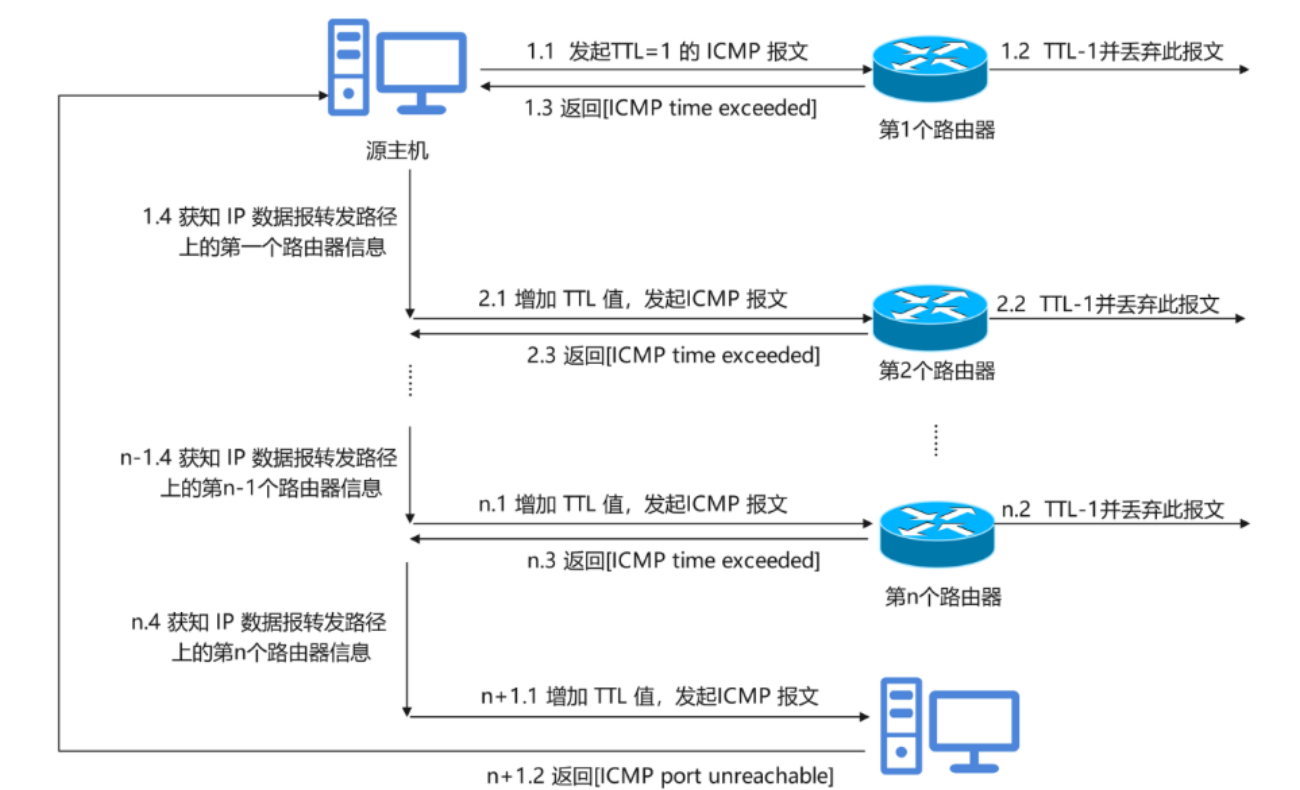 1.1 发起TTL=1 的 ICMP 报文
1.2 TTL-1并丢弃此报文
1.3 返回[ICMP time exceeded]
第1个路由器
源主机
1.4 获知 IP 数据报转发路径
上的第一个路由器信息
2.1 增加 TTL 值，发起ICMP 报文
2.2 TTL-1并丢弃此报文
2.3 返回[ICMP time exceeded]
第2个路由器
n-1.4 获知 IP 数据报转发路径
上的第n-1个路由器信息
n.1 增加 TTL 值，发起ICMP 报文
n.2 TTL-1并丢弃此报文
n.3 返回[ICMP time exceeded]
第n个路由器
n.4 获知 IP 数据报转发路径
上的第n个路由器信息
n+1.1 增加 TTL 值，发起ICMP 报文
n+1.2 返回[ICMP port unreachable]